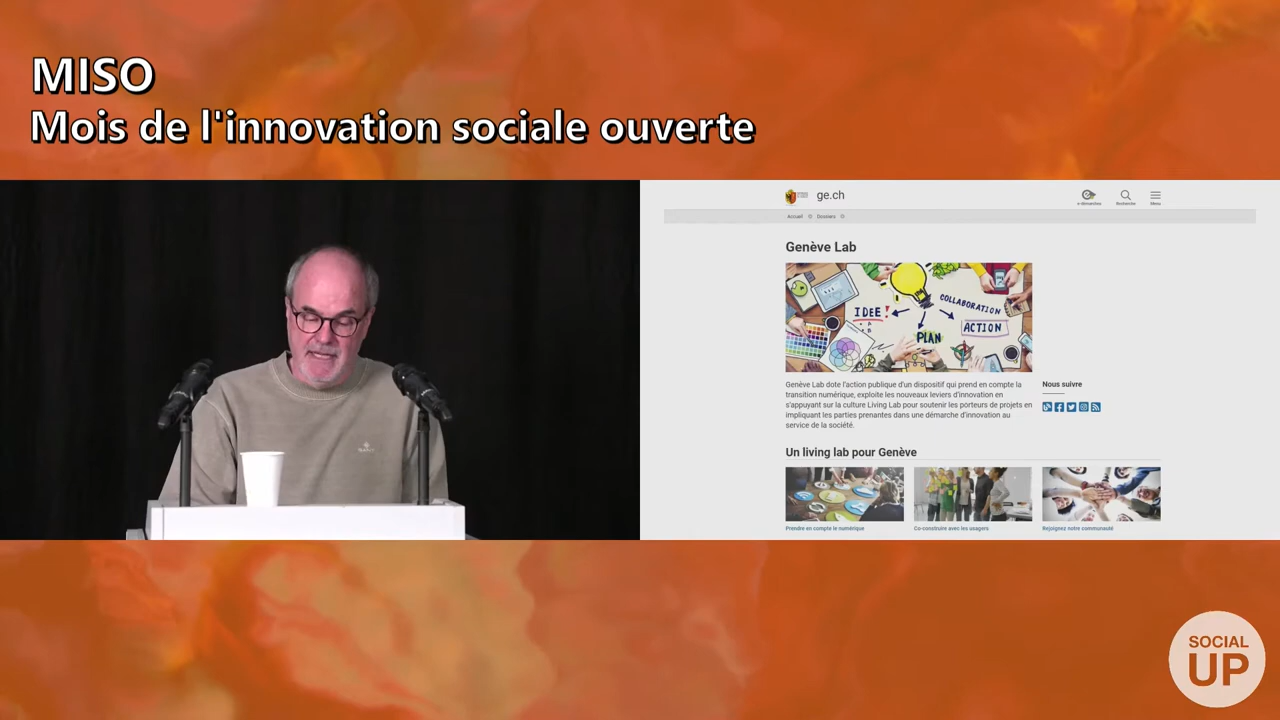 MISO
Mois de l'innovation sociale ouverte
ge.ch
e-démarches
Recherche
Menu
Accueil
Dossiers
Genève Lab
IDEE!
COLLABORATION
ACTION
PLAN
Genève Lab dote l'action publique d'un dispositif qui prend en compte la
transition numérique, exploite les nouveaux leviers d'innovation en
s'appuyant sur la culture Living Lab pour soutenir les porteurs de projets en
impliquant les parties prenantes dans une démarche d'innovation au
service de la société.
Nous suivre
Un living lab pour Genève
Prendre en compte le numérique
Co-construire avec les usagers
Rejoignez notre communauté
SOCIAL
UP